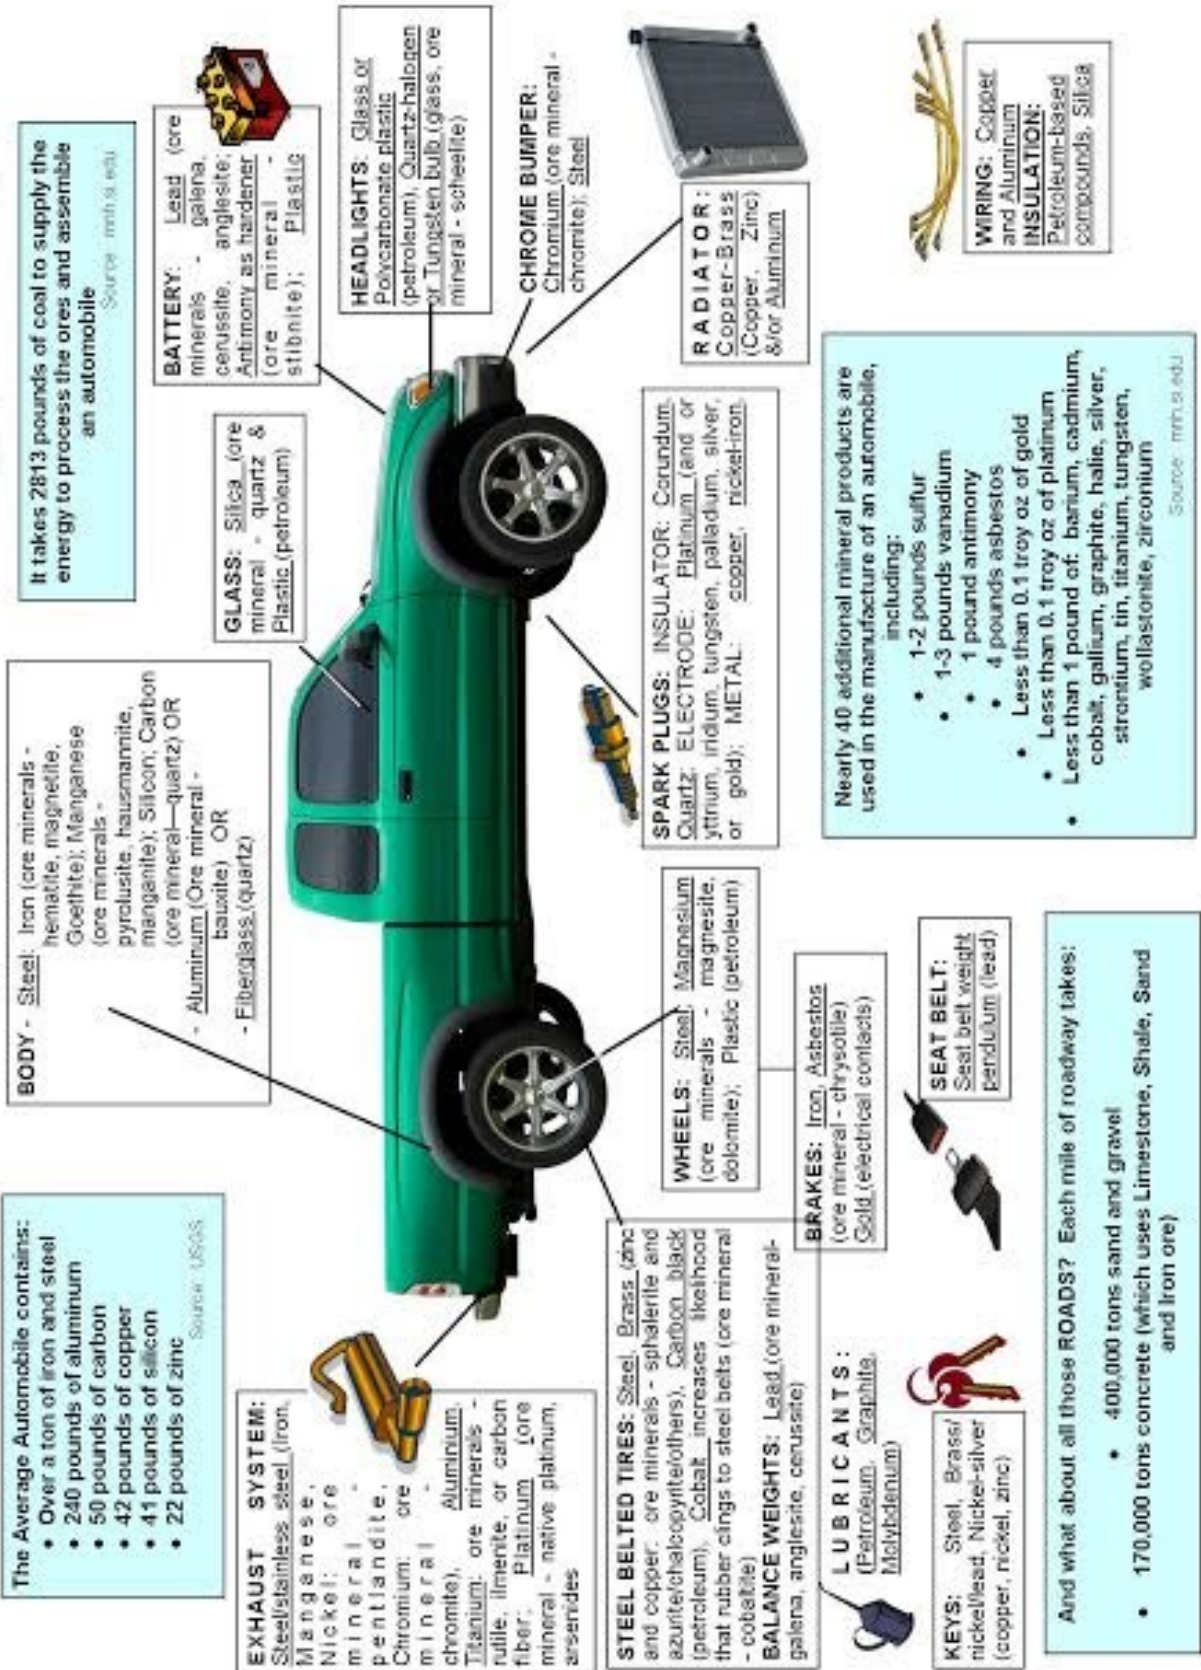 The Average Automobile contains:
• Over a ton of iron and steel
• 240 pounds of aluminum
• 50 pounds of carbon
• 42 pounds of copper
• 41 pounds of silicon
• 22 pounds of zinc
Source: USGS
BODY - Steel: Iron (ore minerals -
hematite, magnetite,
Goethite); Manganese
(ore minerals -
pyrolusite, hausmannite,
manganite); Silicon; Carbon
(ore mineral—quartz) OR
- Aluminum (Ore mineral -
bauxite) OR
- Fiberglass (quartz)
It takes 2813 pounds of coal to supply the
energy to process the ores and assemble
an automobile
Source: mnh.si.edu
GLASS: Silica (ore
mineral - quartz &
Plastic (petroleum)
BATTERY: Lead (ore
minerals - galena,
cerussite, anglesite;
Antimony as hardener
(ore mineral -
stibnite); Plastic
HEADLIGHTS: Glass or
Polycarbonate plastic
(petroleum), Quartz-halogen
or Tungsten bulb (glass, ore
mineral - scheelite)
CHROME BUMPER:
Chromium (ore mineral -
chromite); Steel
RADIATOR:
Copper-Brass
(Copper, Zinc)
&/or Aluminum
WIRING: Copper
and Aluminum
INSULATION:
Petroleum-based
compounds, Silica
EXHAUST SYSTEM:
Steel/stainless steel (Iron,
Manganese,
Nickel: ore
mineral -
pentlandite,
Chromium: ore
mineral -
chromite), Aluminium,
Titanium: ore minerals -
rutile, ilmenite, or carbon
fiber; Platinum (ore
mineral - native platinum,
arsenides
STEEL BELTED TIRES: Steel, Brass (zinc
and copper: ore minerals - sphalerite and
azurite/chalcopyrite/others), Carbon black
(petroleum), Cobalt increases likelihood
that rubber clings to steel belts (ore mineral
- cobaltite)
BALANCE WEIGHTS: Lead (ore mineral-
galena, anglesite, cerussite)
WHEELS: Steel; Magnesium
(ore minerals - magnesite,
dolomite); Plastic (petroleum)
SPARK PLUGS: INSULATOR: Corundum,
Quartz; ELECTRODE: Platinum (and or
yttrium, iridium, tungsten, palladium, silver,
or gold); METAL: copper, nickel-iron,
BRAKES: Iron, Asbestos
(ore mineral - chrysotile)
Gold (electrical contacts)
SEAT BELT:
Seat belt weight
pendulum (lead)
LUBRICANTS:
(Petroleum, Graphite,
Molybdenum)
KEYS: Steel, Brass/
nickel/lead, Nickel-silver
(copper, nickel, zinc)
Nearly 40 additional mineral products are
used in the manufacture of an automobile,
including:
• 1-2 pounds sulfur
• 1-3 pounds vanadium
• 1 pound antimony
• 4 pounds asbestos
• Less than 0.1 troy oz of gold
• Less than 0.1 troy oz of platinum
• Less than 1 pound of: barium, cadmium,
cobalt, gallium, graphite, halie, silver,
strontium, tin, titanium, tungsten,
wollastonite, zirconium
Source: mnh.si.edu
And what about all those ROADS? Each mile of roadway takes:
• 400,000 tons sand and gravel
• 170,000 tons concrete (which uses Limestone, Shale, Sand
and Iron ore)